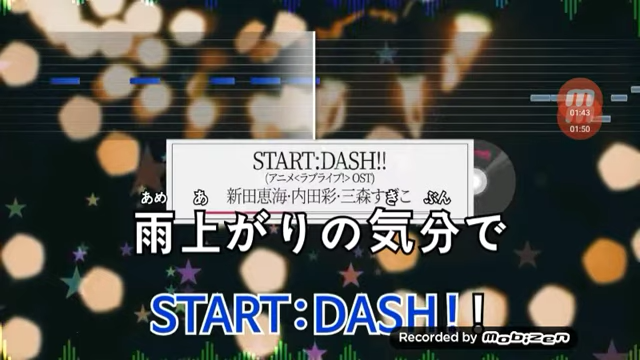 01:43
01:50
START:DASH!!
(アニメ<ラブライブ!> OST)
新田恵海·内田彩·三森すずこ
あめ あ き ぶん
雨上がりの気分で
START:DASH!!
Recorded by mobizen